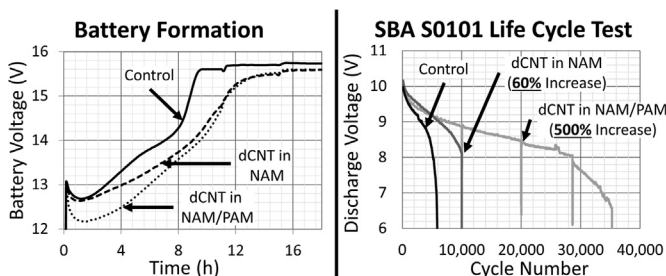 Battery Formation
Battery Voltage (V)
16
15
14
13
12
0
4
8
12
16
Time (h)
Control
dCNT in
NAM
dCNT in
NAM/PAM
SBA S0101 Life Cycle Test
Discharge Voltage (V)
11
10
9
8
7
6
0
10,000
20,000
30,000
40,000
Cycle Number
Control
dCNT in NAM
(60% Increase)
dCNT in NAM/PAM
(500% Increase)